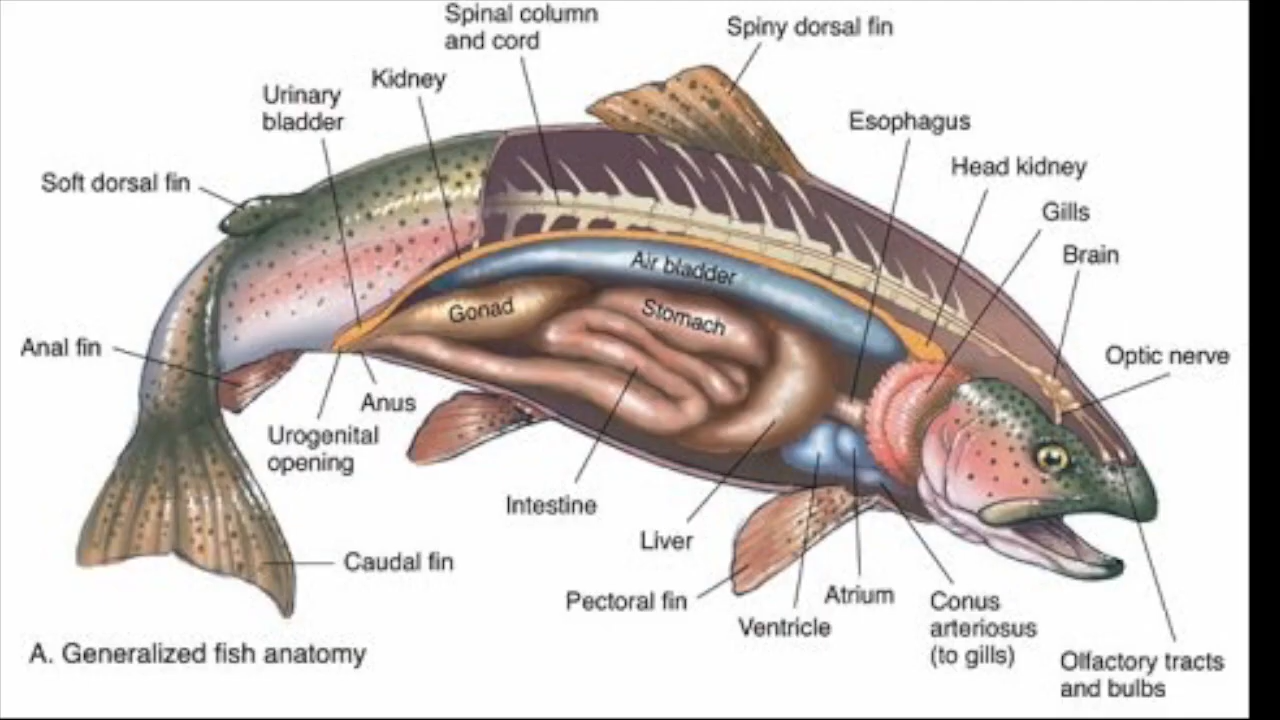 Spinal column
and cord
Spiny dorsal fin
Kidney
Urinary
bladder
Esophagus
Head kidney
Soft dorsal fin
Gills
Brain
Air bladder
Gonad
Stomach
Anal fin
Optic nerve
Anus
Urogenital
opening
Intestine
Liver
Caudal fin
Pectoral fin
Atrium
Ventricle
Conus
arteriosus
(to gills)
A. Generalized fish anatomy
Olfactory tracts
and bulbs